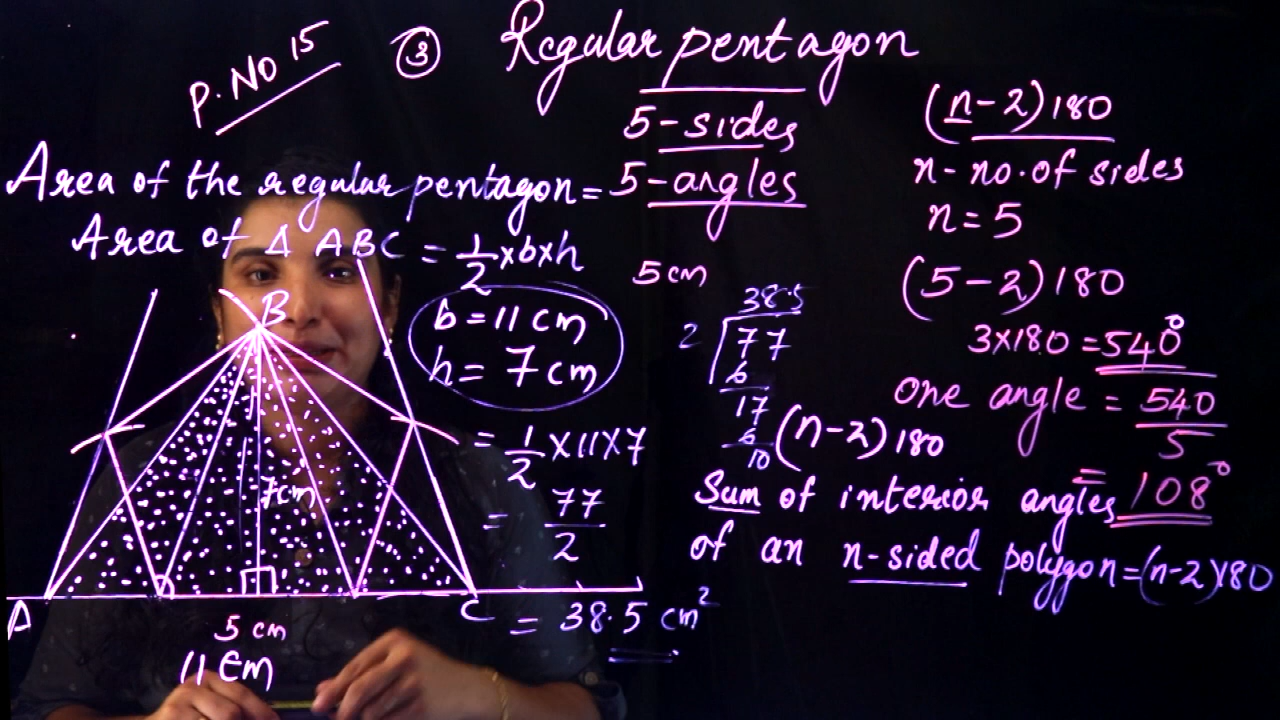 P. NO 15
③ Regular pentagon
5-sides
5-angles
Area of the regular pentagon =
Area of Δ ABC = 1/2 × b × h
b = 11 cm
h = 7 cm
= 1/2 × 11 × 7
= 77/2
= 38.5 cm²
B
7cm
A
C
5 cm
11 cm
5 cm
38.5
2 77
6
17
6
10
(n-2)180
n - no. of sides
n = 5
(5-2)180
3×180 = 540°
one angle = 540/5
= 108°
(n-2)180
Sum of interior angles
of an n-sided polygon = (n-2)180